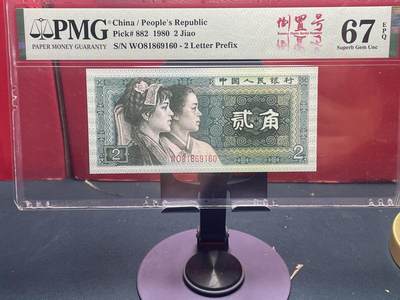 PMG
PAPER MONEY GUARANTY
China / People's Republic
Pick# 882 1980 2 Jiao
S/N WO81869160 - 2 Letter Prefix
倒置号
67 EPQ
Superb Gem Unc
中国人民银行
贰角
WO81869160
2
2